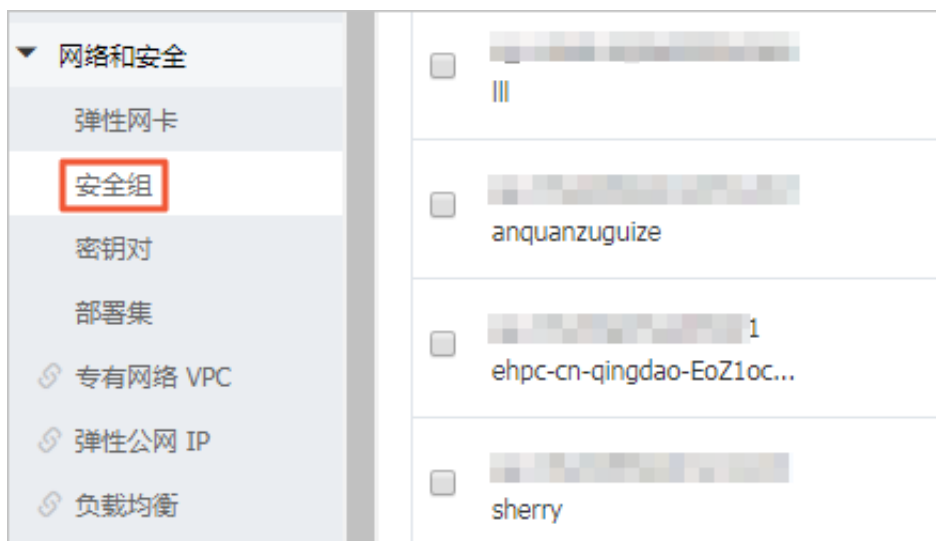 网络和安全
弹性网卡
安全组
密钥对
部署集
专有网络 VPC
弹性公网 IP
负载均衡
lll
anquanzuguize
1
ehpc-cn-qingdao-EoZ1oc...
sherry